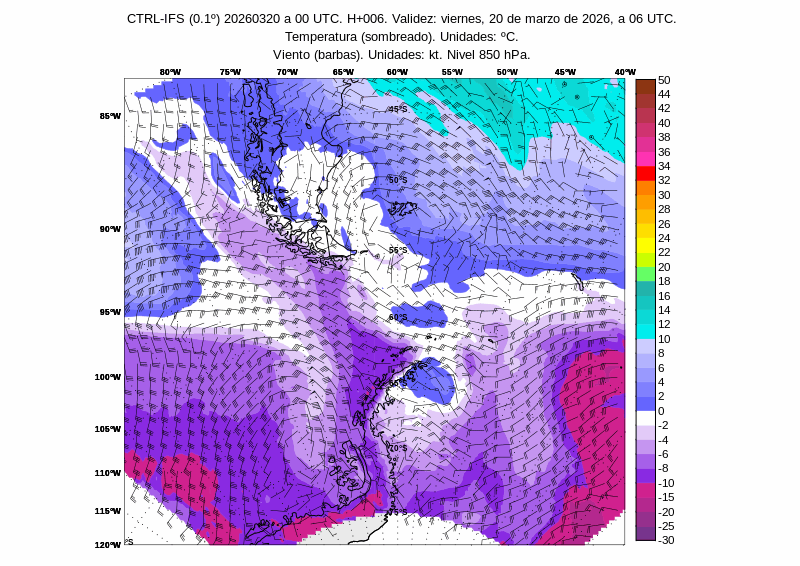 CTRL-IFS (0.1º) 20260320 a 00 UTC. H+006. Validez: viernes, 20 de marzo de 2026, a 06 UTC.
Temperatura (sombreado). Unidades: ºC.
Viento (barbas). Unidades: kt. Nivel 850 hPa.
80°W 75°W 70°W 65°W 60°W 55°W 50°W 45°W 40°W
85°W
90°W
95°W
100°W
105°W
110°W
115°W
120°W
45°S
50°S
55°S
60°S
65°S
70°S
75°S
°S
50
44
42
40
38
36
34
32
30
28
26
24
22
20
18
16
14
12
10
8
6
4
2
0
-2
-4
-6
-8
-10
-15
-20
-25
-30